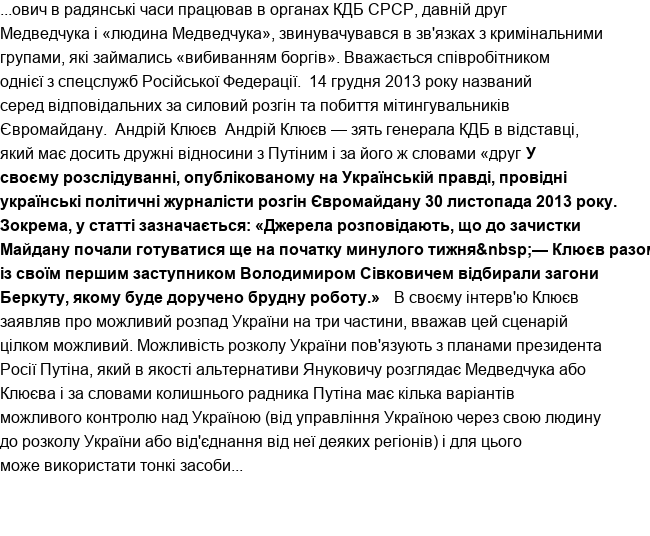 ...ович в радянські часи працював в органах КДБ СРСР, давній друг
Медведчука і «людина Медведчука», звинувачувався в зв'язках з кримінальними
групами, які займались «вибиванням боргів». Вважається співробітником
однієї з спецслужб Російської Федерації.  14 грудня 2013 року названий
серед відповідальних за силовий розгін та побиття мітингувальників
Євромайдану.  Андрій Клюєв  Андрій Клюєв — зять генерала КДБ в відставці,
який має досить дружні відносини з Путіним і за його ж словами «друг У
своєму розслідуванні, опублікованому на Українській правді, провідні
українські політичні журналісти розгін Євромайдану 30 листопада 2013 року.
Зокрема, у статті зазначається: «Джерела розповідають, що до зачистки
Майдану почали готуватися ще на початку минулого тижня&nbsp;— Клюєв разом
із своїм першим заступником Володимиром Сівковичем відбирали загони
Беркуту, якому буде доручено брудну роботу.»   В своєму інтерв'ю Клюєв
заявляв про можливий розпад України на три частини, вважав цей сценарій
цілком можливий. Можливість розколу України пов'язують з планами президента
Росії Путіна, який в якості альтернативи Януковичу розглядає Медведчука або
Клюєва і за словами колишнього радника Путіна має кілька варіантів
можливого контролю над Україною (від управління Україною через свою людину
до розколу України або від'єднання від неї деяких регіонів) і для цього
може використати тонкі засоби...